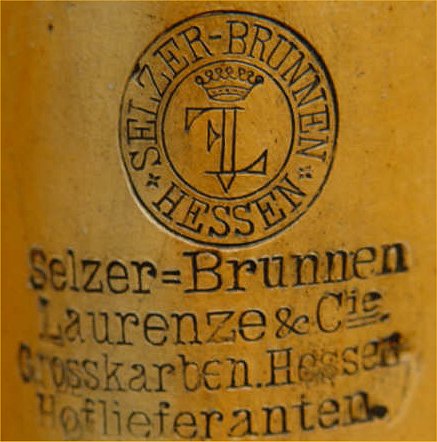 SELZER-BRUNNEN
* HESSEN *
FL
Selzer=Brunnen
Laurenze & Cie.
Grosskarben.Hessen
Hoflieferanten.